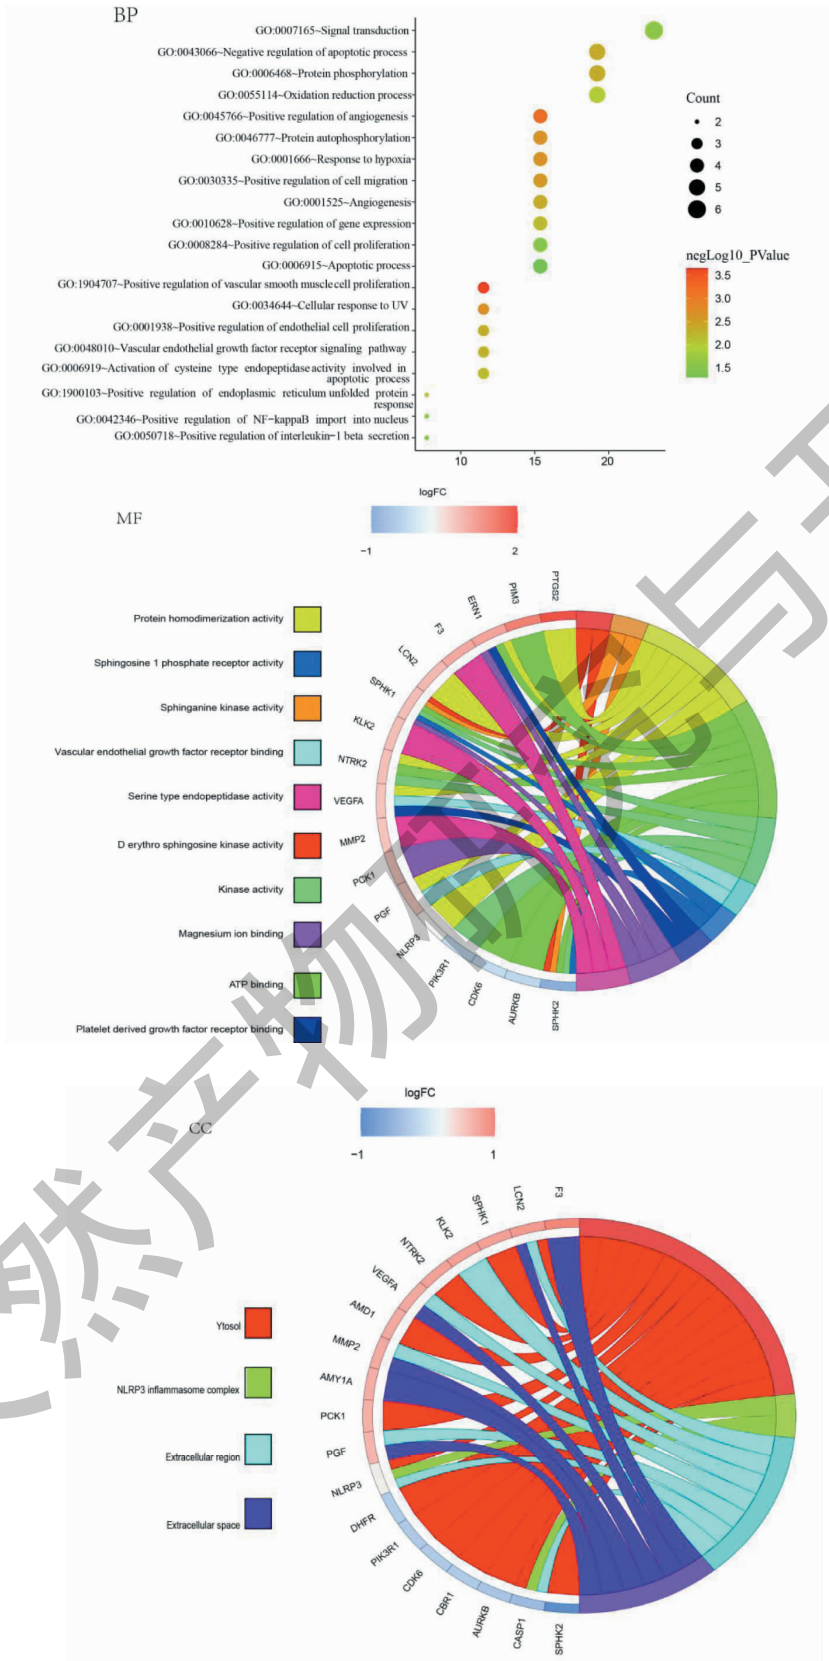 BP
GO:0007165~Signal transduction
GO:0043066~Negative regulation of apoptotic process
GO:0006468~Protein phosphorylation
GO:0055114~Oxidation reduction process
GO:0045766~Positive regulation of angiogenesis
GO:0046777~Protein autophosphorylation
GO:0001666~Response to hypoxia
GO:0030335~Positive regulation of cell migration
GO:0001525~Angiogenesis
GO:0010628~Positive regulation of gene expression
GO:0008284~Positive regulation of cell proliferation
GO:0006915~Apoptotic process
GO:1904707~Positive regulation of vascular smooth muscle cell proliferation
GO:0034644~Cellular response to UV
GO:0001938~Positive regulation of endothelial cell proliferation
GO:0048010~Vascular endothelial growth factor receptor signaling pathway
GO:0006919~Activation of cysteine type endopeptidase activity involved in
apoptotic process
GO:1900103~Positive regulation of endoplasmic reticulum unfolded protein
response
GO:0042346~Positive regulation of NF-kappaB import into nucleus
GO:0050718~Positive regulation of interleukin-1 beta secretion
10 15 20
Count
2
3
4
5
6
negLog10_PValue
3.5
3.0
2.5
2.0
1.5
MF
logFC
-1 2
Protein homodimerization activity
Sphingosine 1 phosphate receptor activity
Sphinganine kinase activity
Vascular endothelial growth factor receptor binding
Serine type endopeptidase activity
D erythro sphingosine kinase activity
Kinase activity
Magnesium ion binding
ATP binding
Platelet derived growth factor receptor binding
PTGS2
PIM3
ERN1
F3
LCN2
SPHK1
KLK2
NTRK2
VEGFA
MMP2
PCK1
PGF
NLRP3
PIK3R1
CDK6
AURKB
SPHK2
CC
logFC
-1 1
Ytosol
NLRP3 inflammasome complex
Extracellular region
Extracellular space
F3
LCN2
SPHK1
KLK2
NTRK2
VEGFA
AMD1
MMP2
AMY1A
PCK1
PGF
NLRP3
DHFR
PIK3R1
CDK6
CBR1
AURKB
CASP1
SPHK2
然产物研究与